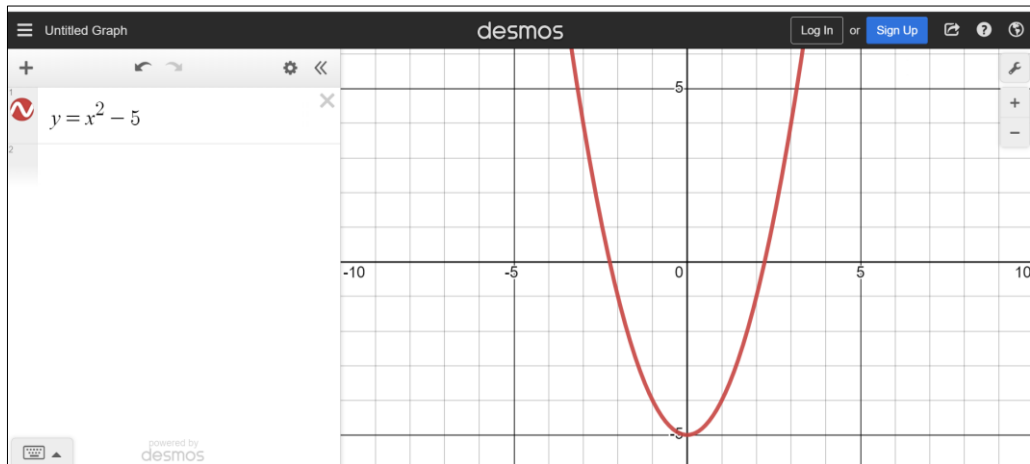 Untitled Graph
desmos
Log In or Sign Up
1
y = x² − 5
2
5
-10 -5 0 5 10
-5
powered by
desmos